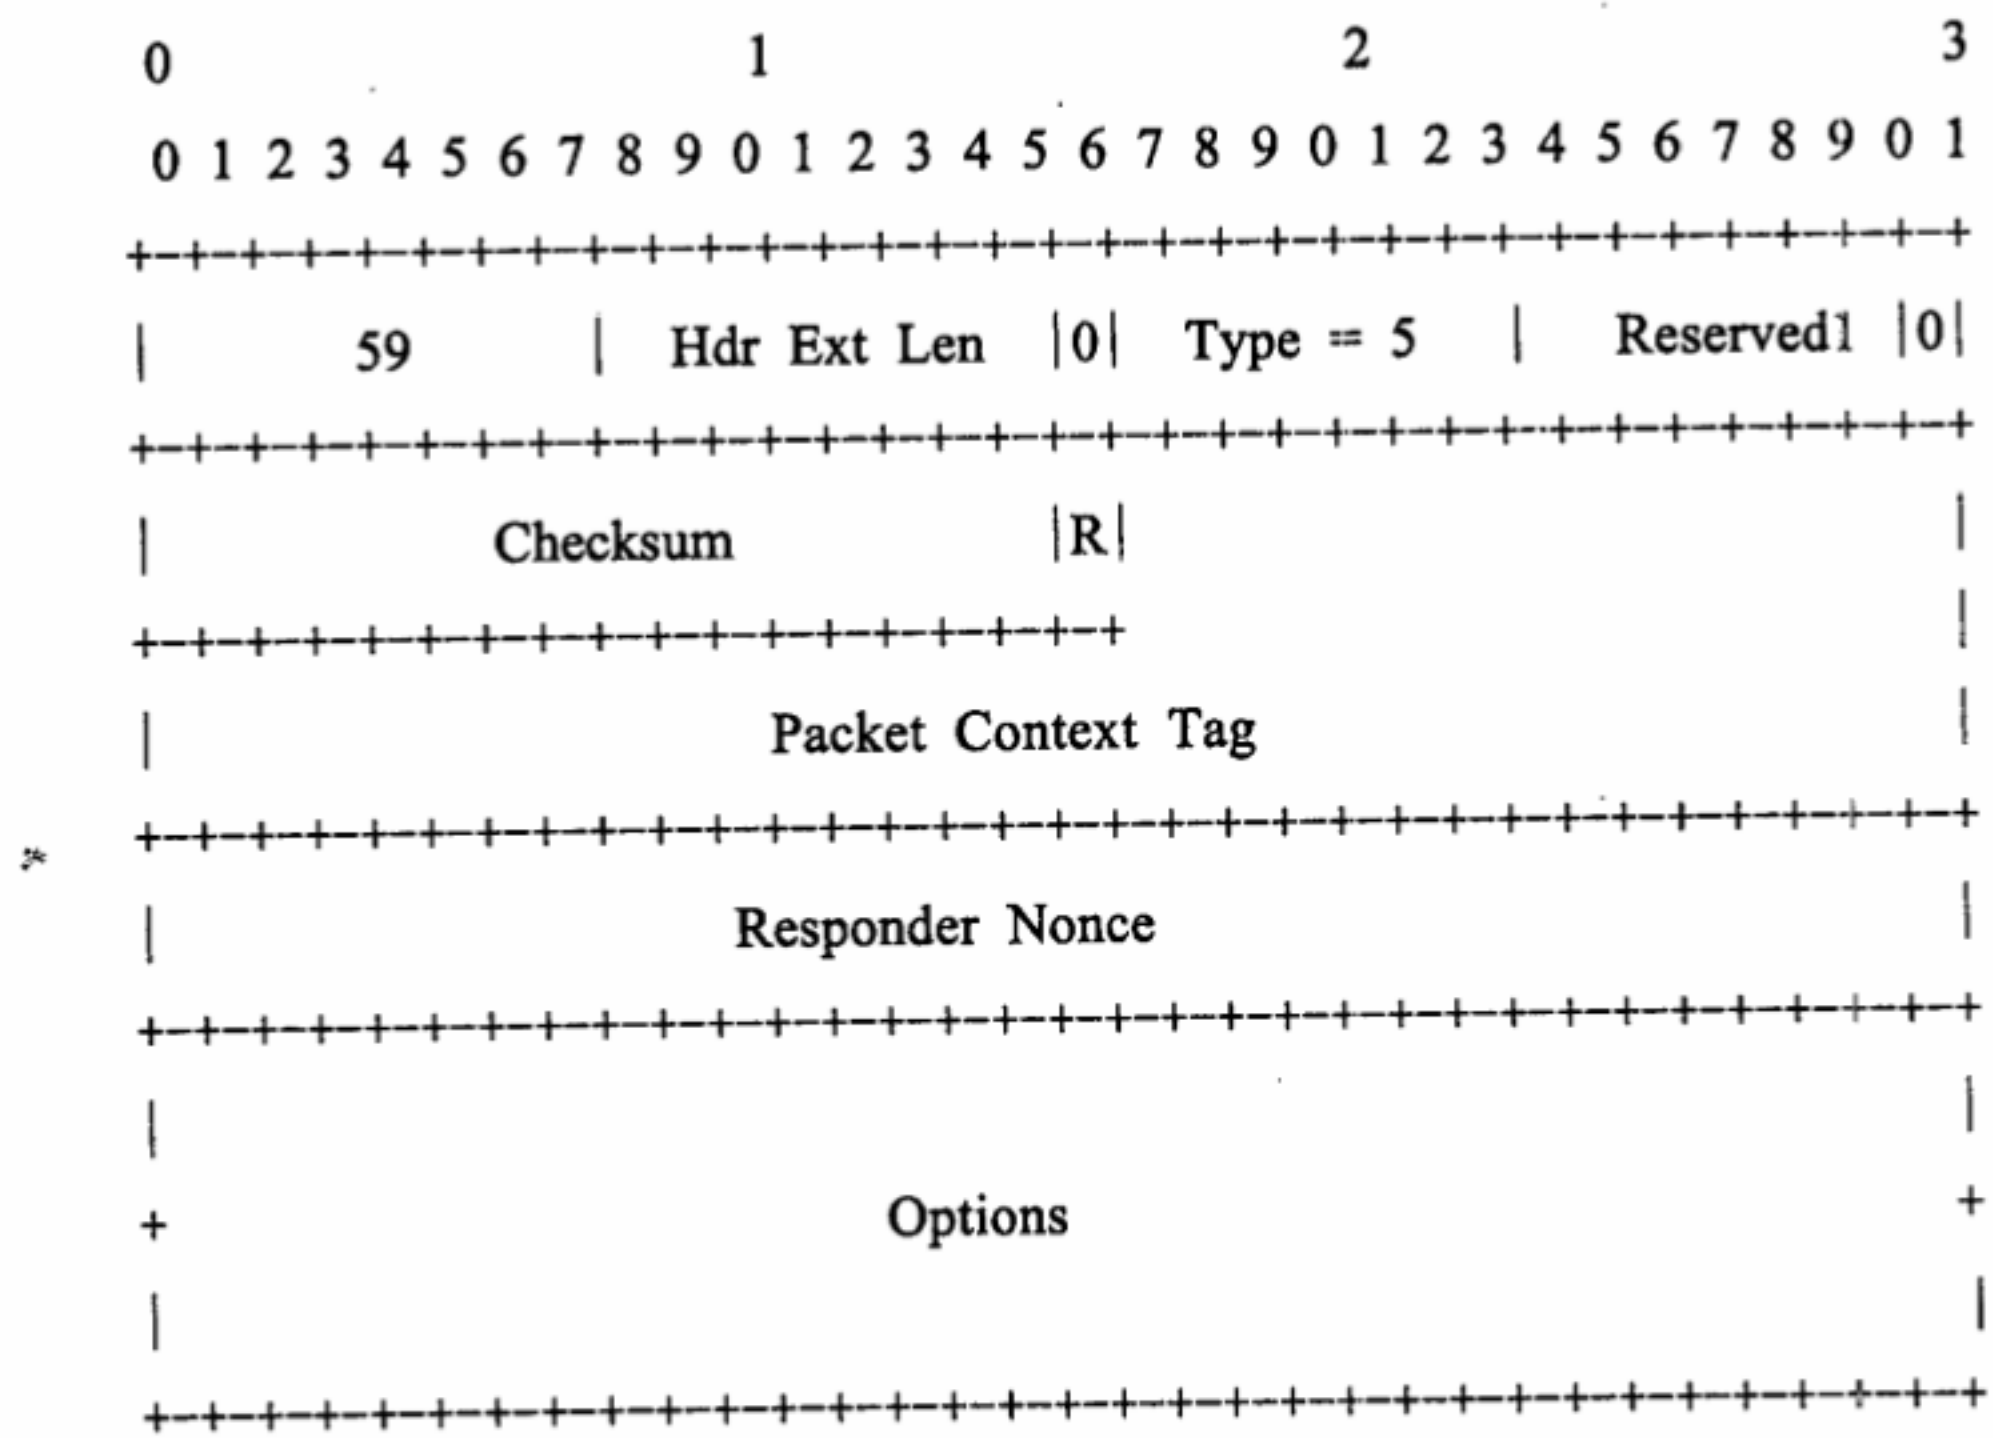 0 1 2 3
0 1 2 3 4 5 6 7 8 9 0 1 2 3 4 5 6 7 8 9 0 1 2 3 4 5 6 7 8 9 0 1
+-+-+-+-+-+-+-+-+-+-+-+-+-+-+-+-+-+-+-+-+-+-+-+-+-+-+-+-+-+-+-+-+
| 59 | Hdr Ext Len |0| Type = 5 | Reserved1 |0|
+-+-+-+-+-+-+-+-+-+-+-+-+-+-+-+-+-+-+-+-+-+-+-+-+-+-+-+-+-+-+-+-+
| Checksum |R| |
+-+-+-+-+-+-+-+-+-+-+-+-+-+-+-+-+-+ |
| Packet Context Tag |
+-+-+-+-+-+-+-+-+-+-+-+-+-+-+-+-+-+-+-+-+-+-+-+-+-+-+-+-+-+-+-+-+
| Responder Nonce |
+-+-+-+-+-+-+-+-+-+-+-+-+-+-+-+-+-+-+-+-+-+-+-+-+-+-+-+-+-+-+-+-+
| |
+ Options +
| |
+-+-+-+-+-+-+-+-+-+-+-+-+-+-+-+-+-+-+-+-+-+-+-+-+-+-+-+-+-+-+-+-+